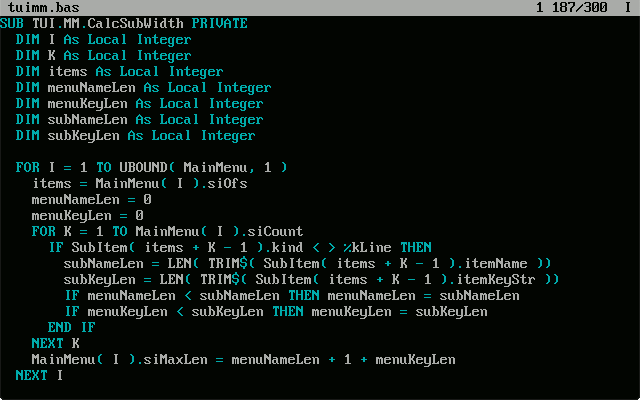 tuimm.bas 1 187/300 I
SUB TUI.MM.CalcSubWidth PRIVATE
DIM I As Local Integer
DIM K As Local Integer
DIM items As Local Integer
DIM menuNameLen As Local Integer
DIM menuKeyLen As Local Integer
DIM subNameLen As Local Integer
DIM subKeyLen As Local Integer
FOR I = 1 TO UBOUND( MainMenu, 1 )
items = MainMenu( I ).siOfs
menuNameLen = 0
menuKeyLen = 0
FOR K = 1 TO MainMenu( I ).siCount
IF SubItem( items + K - 1 ).kind < > %kLine THEN
subNameLen = LEN( TRIM$( SubItem( items + K - 1 ).itemName ))
subKeyLen = LEN( TRIM$( SubItem( items + K - 1 ).itemKeyStr ))
IF menuNameLen < subNameLen THEN menuNameLen = subNameLen
IF menuKeyLen < subKeyLen THEN menuKeyLen = subKeyLen
END IF
NEXT K
MainMenu( I ).siMaxLen = menuNameLen + 1 + menuKeyLen
NEXT I